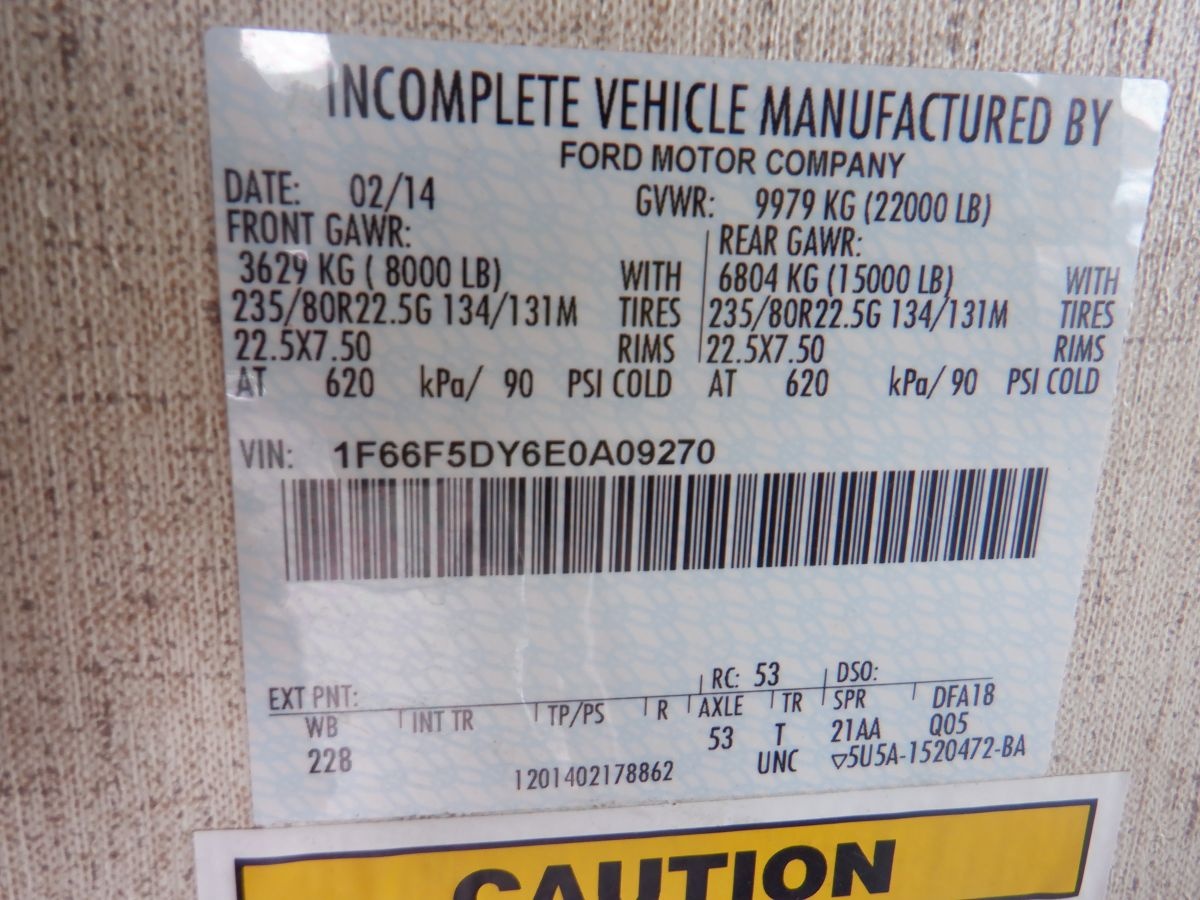 INCOMPLETE VEHICLE MANUFACTURED BY
FORD MOTOR COMPANY
DATE: 02/14 GVWR: 9979 KG (22000 LB)
FRONT GAWR: REAR GAWR:
3629 KG ( 8000 LB) WITH 6804 KG (15000 LB) WITH
235/80R22.5G 134/131M TIRES 235/80R22.5G 134/131M TIRES
22.5X7.50 RIMS 22.5X7.50 RIMS
AT 620 kPa/ 90 PSI COLD AT 620 kPa/ 90 PSI COLD
VIN: 1F66F5DY6E0A09270
EXT PNT: RC: 53 DSO:
WB INT TR TP/PS R AXLE TR SPR DFA18
228 53 T 21AA Q05
1201402178862 UNC ▽5U5A-1520472-BA
CAUTION